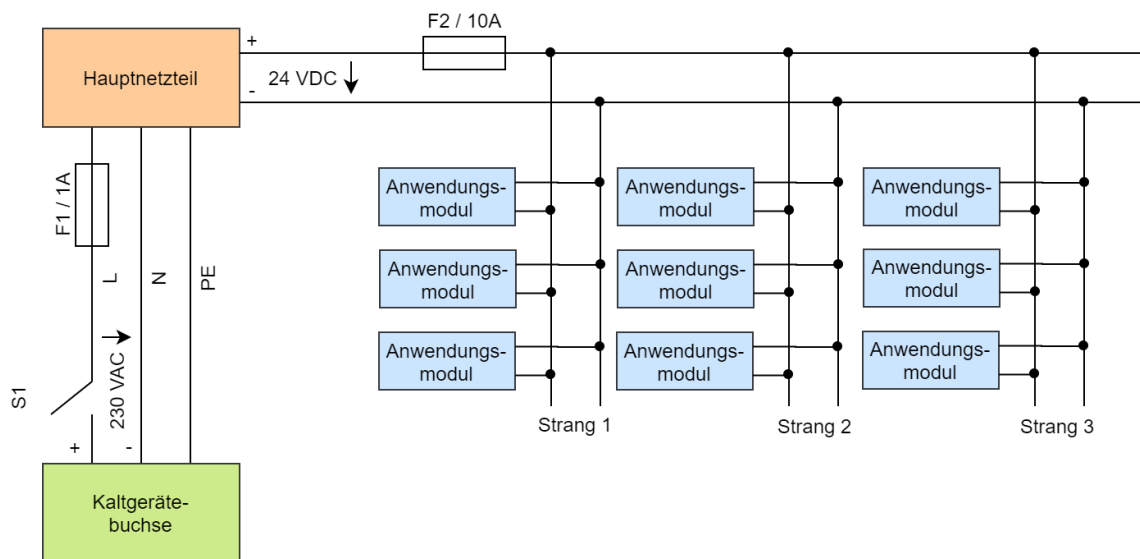 F2 / 10A
+
Hauptnetzteil
24 VDC
-
F1 / 1A
L
N
PE
Anwendungs-
modul
Anwendungs-
modul
Anwendungs-
modul
Anwendungs-
modul
Anwendungs-
modul
Anwendungs-
modul
Anwendungs-
modul
Anwendungs-
modul
Anwendungs-
modul
S1
230 VAC
+
-
Strang 1
Strang 2
Strang 3
Kaltgeräte-
buchse